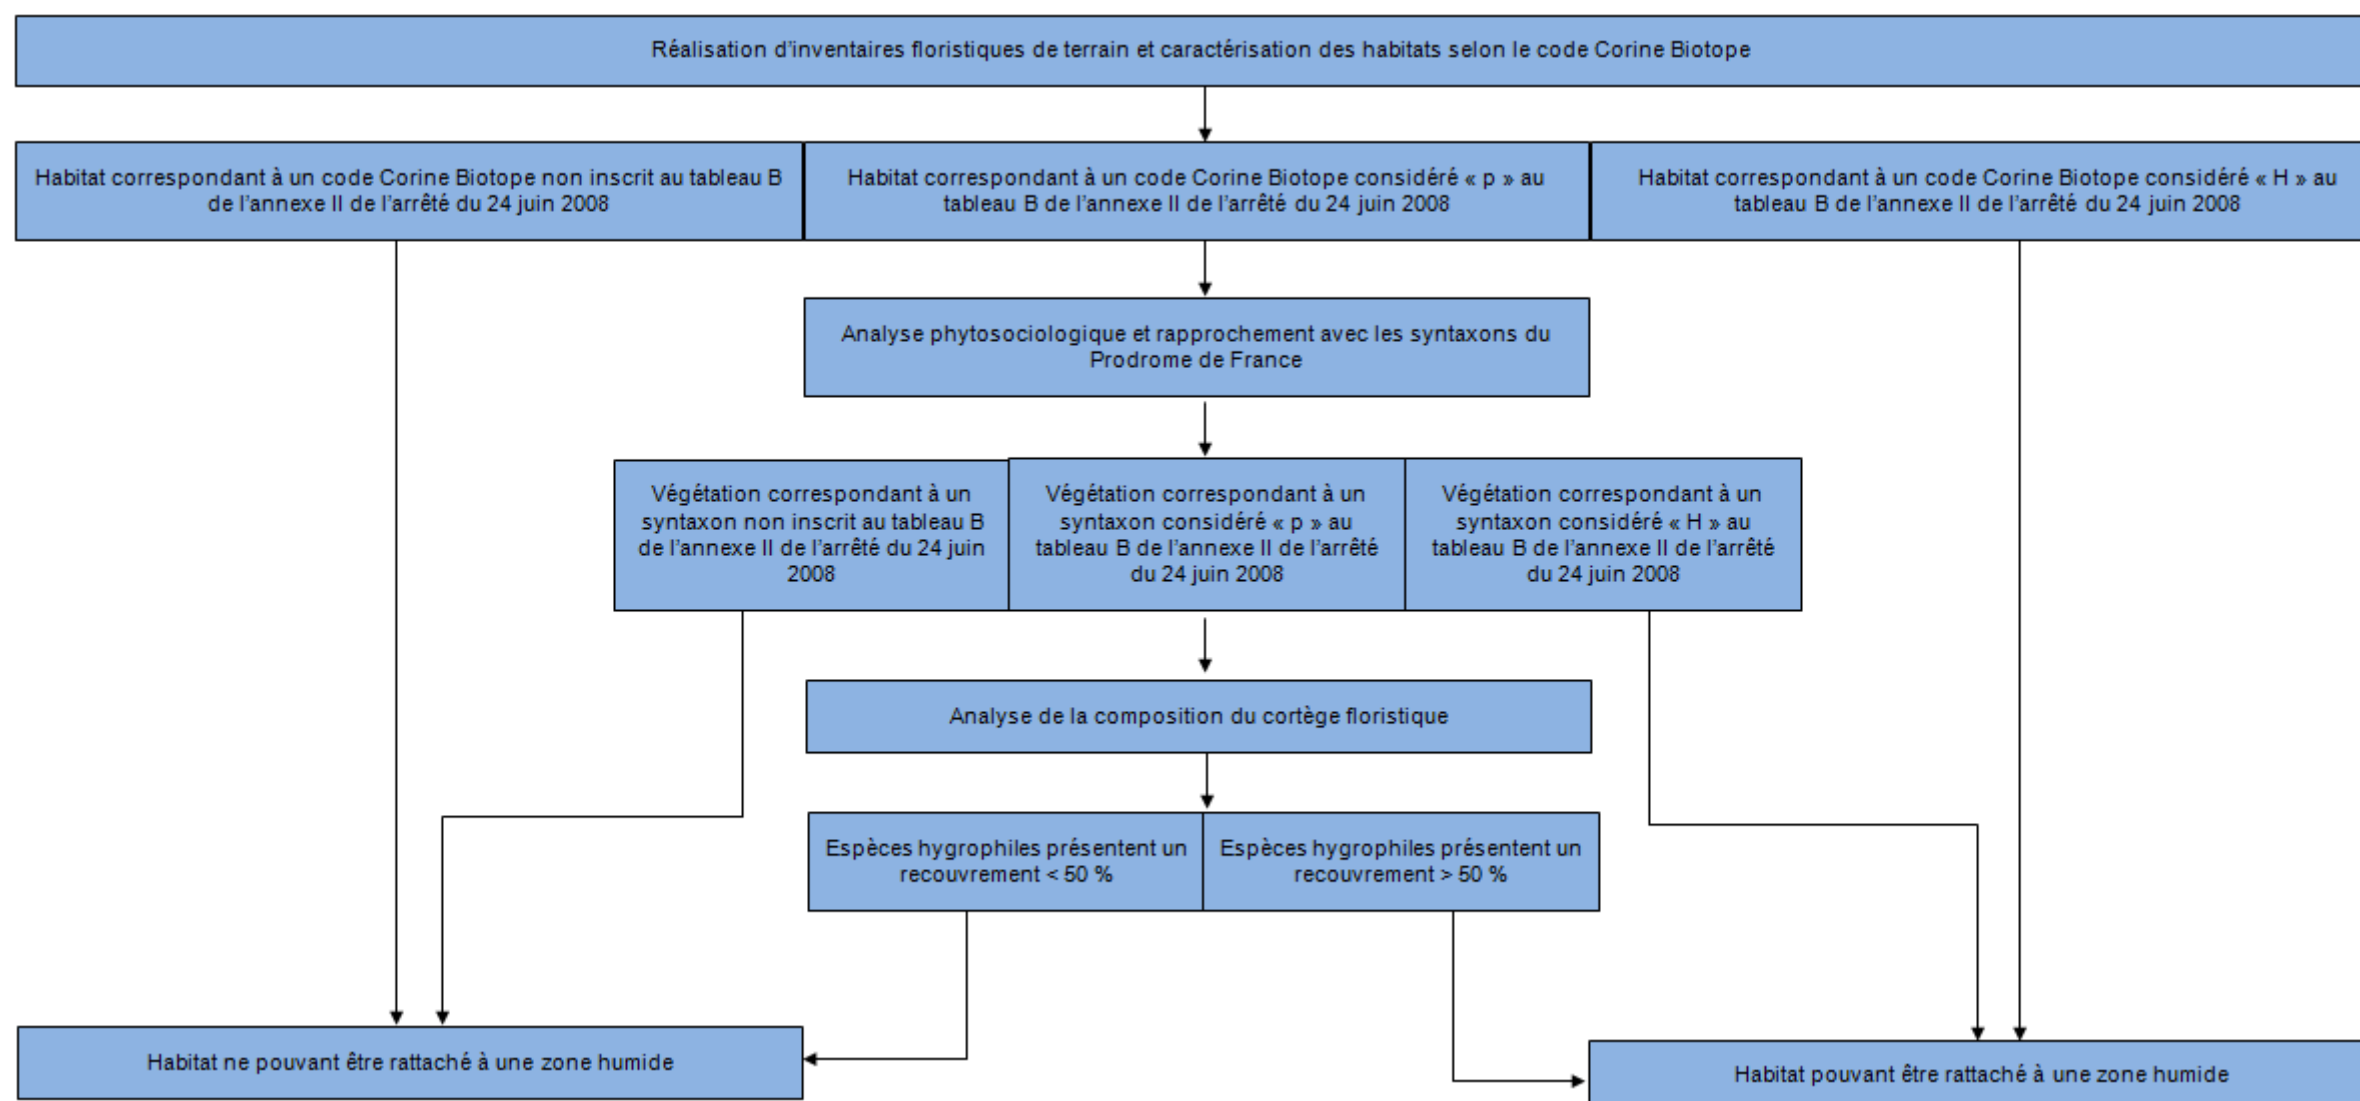 Réalisation d'inventaires floristiques de terrain et caractérisation des habitats selon le code Corine Biotope
Habitat correspondant à un code Corine Biotope non inscrit au tableau B
de l'annexe II de l'arrêté du 24 juin 2008
Habitat correspondant à un code Corine Biotope considéré « p » au
tableau B de l'annexe II de l'arrêté du 24 juin 2008
Habitat correspondant à un code Corine Biotope considéré « H » au
tableau B de l'annexe II de l'arrêté du 24 juin 2008
Analyse phytosociologique et rapprochement avec les syntaxons du
Prodrome de France
Végétation correspondant à un
syntaxon non inscrit au tableau B
de l'annexe II de l'arrêté du 24 juin
2008
Végétation correspondant à un
syntaxon considéré « p » au
tableau B de l'annexe II de l'arrêté
du 24 juin 2008
Végétation correspondant à un
syntaxon considéré « H » au
tableau B de l'annexe II de l'arrêté
du 24 juin 2008
Analyse de la composition du cortège floristique
Espèces hygrophiles présentent un
recouvrement < 50 %
Espèces hygrophiles présentent un
recouvrement > 50 %
Habitat ne pouvant être rattaché à une zone humide
Habitat pouvant être rattaché à une zone humide